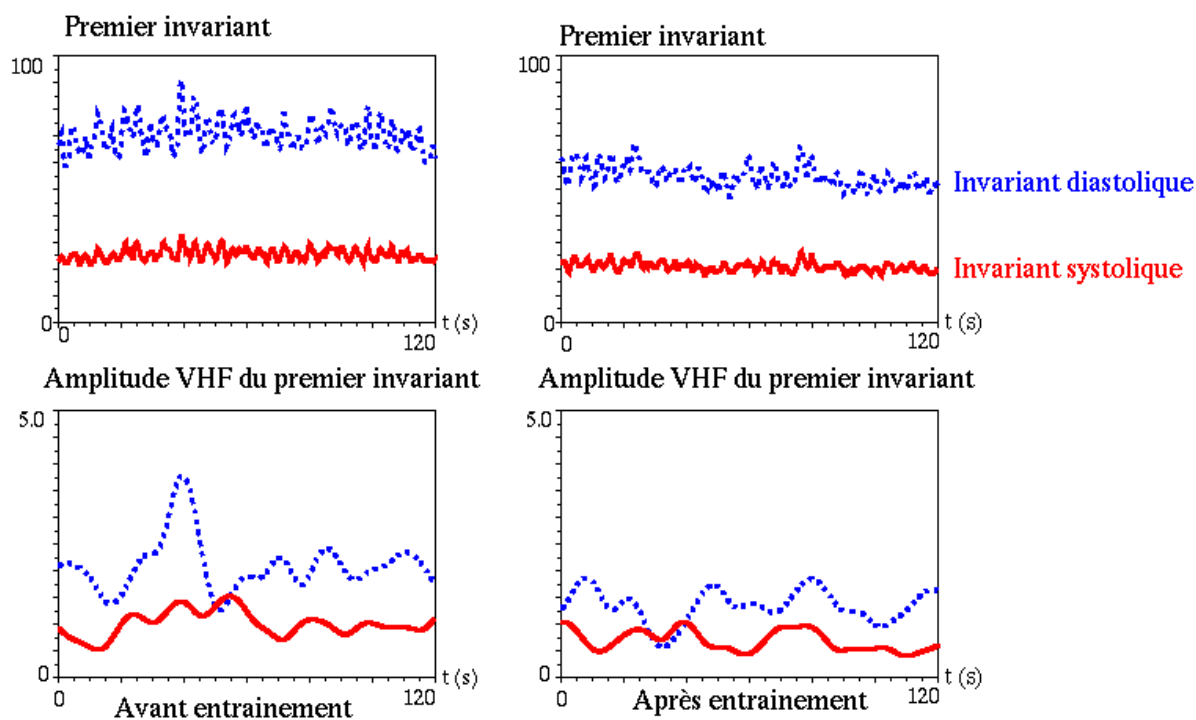 Premier invariant
100
0
0
120
t (s)
Premier invariant
100
0
0
120
t (s)
Invariant diastolique
Invariant systolique
Amplitude VHF du premier invariant
5.0
0
0
120
t (s)
Avant entrainement
Amplitude VHF du premier invariant
5.0
0
0
120
t (s)
Après entrainement